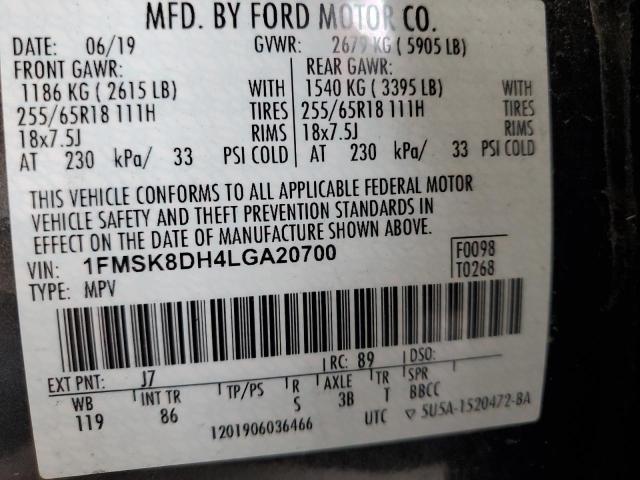 MFD. BY FORD MOTOR CO.
DATE: 06/19 GVWR: 2679 KG ( 5905 LB)
FRONT GAWR: REAR GAWR:
1186 KG ( 2615 LB) WITH 1540 KG ( 3395 LB) WITH
255/65R18 111H TIRES 255/65R18 111H TIRES
18x7.5J RIMS 18x7.5J RIMS
AT 230 kPa/ 33 PSI COLD AT 230 kPa/ 33 PSI COLD
THIS VEHICLE CONFORMS TO ALL APPLICABLE FEDERAL MOTOR
VEHICLE SAFETY AND THEFT PREVENTION STANDARDS IN
EFFECT ON THE DATE OF MANUFACTURE SHOWN ABOVE.
VIN: 1FMSK8DH4LGA20700 F0098
TYPE: MPV T0268
EXT PNT: J7 RC: 89 DSO:
WB INT TR TP/PS R AXLE TR SPR
119 86 S 3B T BBCC
1201906036466 UTC ▽ 5U5A-1520472-BA